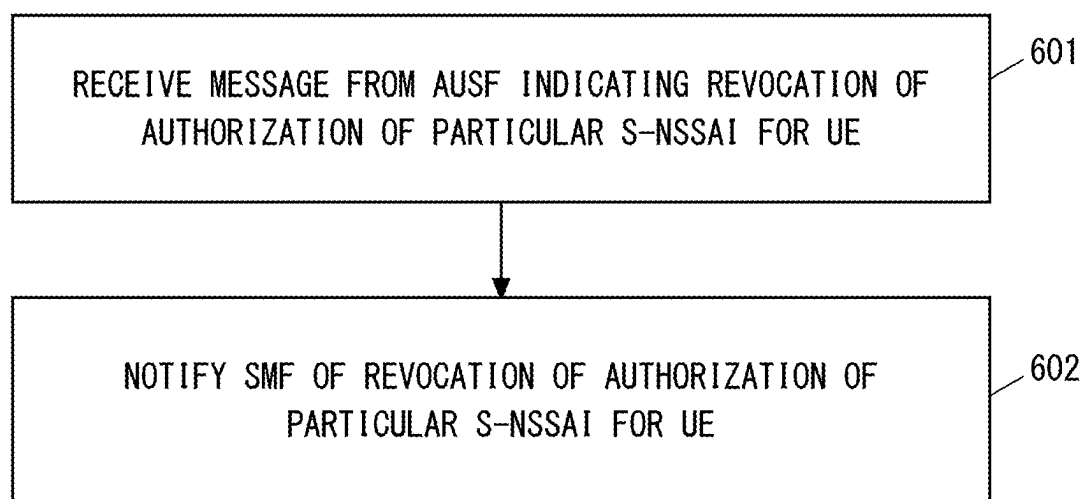 RECEIVE MESSAGE FROM AUSF INDICATING REVOCATION OF
AUTHORIZATION OF PARTICULAR S-NSSAI FOR UE
601
NOTIFY SMF OF REVOCATION OF AUTHORIZATION OF
PARTICULAR S-NSSAI FOR UE
602